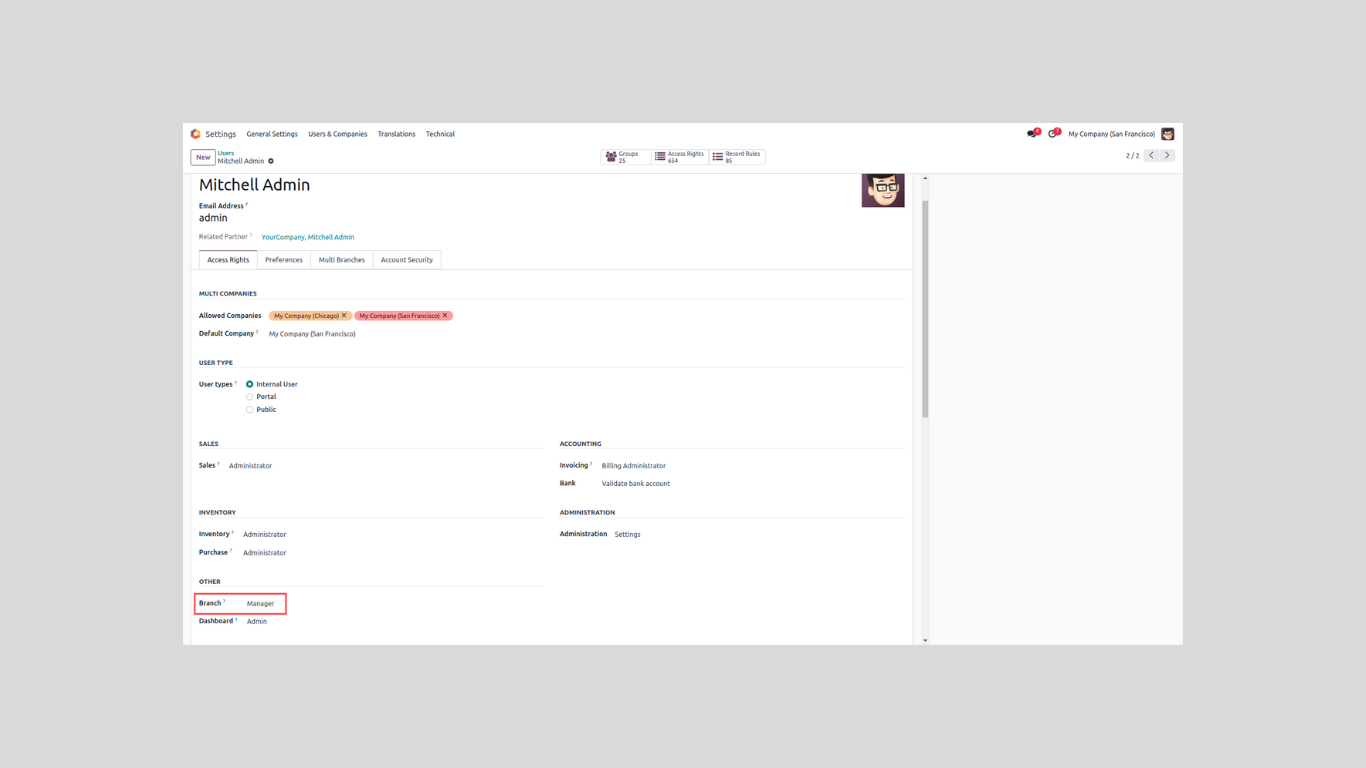 Settings General Settings Users & Companies Translations Technical 4 7 My Company (San Francisco)
New Users Groups Access Rights Record Rules
Mitchell Admin 25 654 85 2 / 2
Mitchell Admin
Email Address ?
admin
Related Partner ? YourCompany, Mitchell Admin
Access Rights Preferences Multi Branches Account Security
MULTI COMPANIES
Allowed Companies My Company (Chicago) × My Company (San Francisco) ×
Default Company ? My Company (San Francisco)
USER TYPE
User types ? Internal User
Portal
Public
SALES ACCOUNTING
Sales ? Administrator Invoicing ? Billing Administrator
Bank Validate bank account
INVENTORY ADMINISTRATION
Inventory ? Administrator Administration Settings
Purchase ? Administrator
OTHER
Branch ? Manager
Dashboard ? Admin